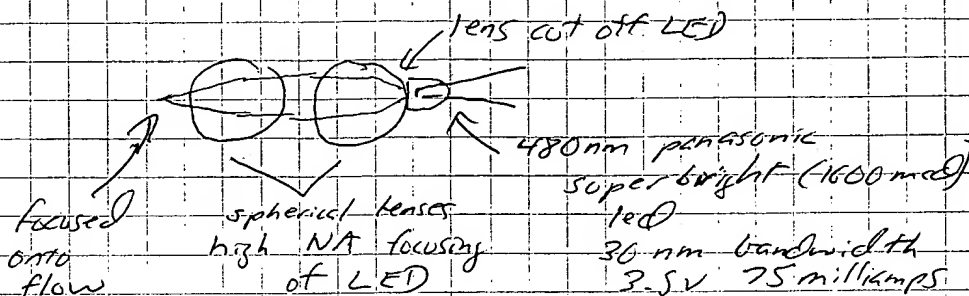 lens cut off LED
480nm panasonic
super bright (1600 mcd)
led
30 nm bandwidth
3.5v 75 milliamps
spherical lenses
high NA focusing
of LED
focused
onto
flow